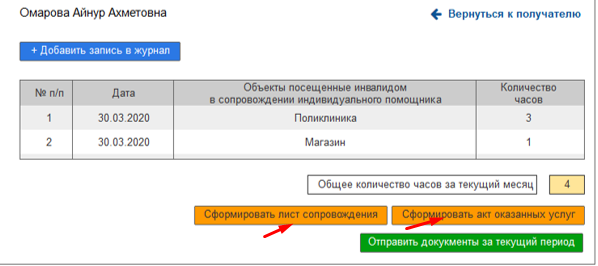 Омарова Айнур Ахметовна
Вернуться к получателю
+ Добавить запись в журнал
№ п/п Дата Объекты посещенные инвалидом в сопровождении индивидуального помощника Количество часов
1 30.03.2020 Поликлиника 3
2 30.03.2020 Магазин 1
Общее количество часов за текущий месяц 4
Сформировать лист сопровождения Сформировать акт оказанных услуг
Отправить докукменты за текущий период